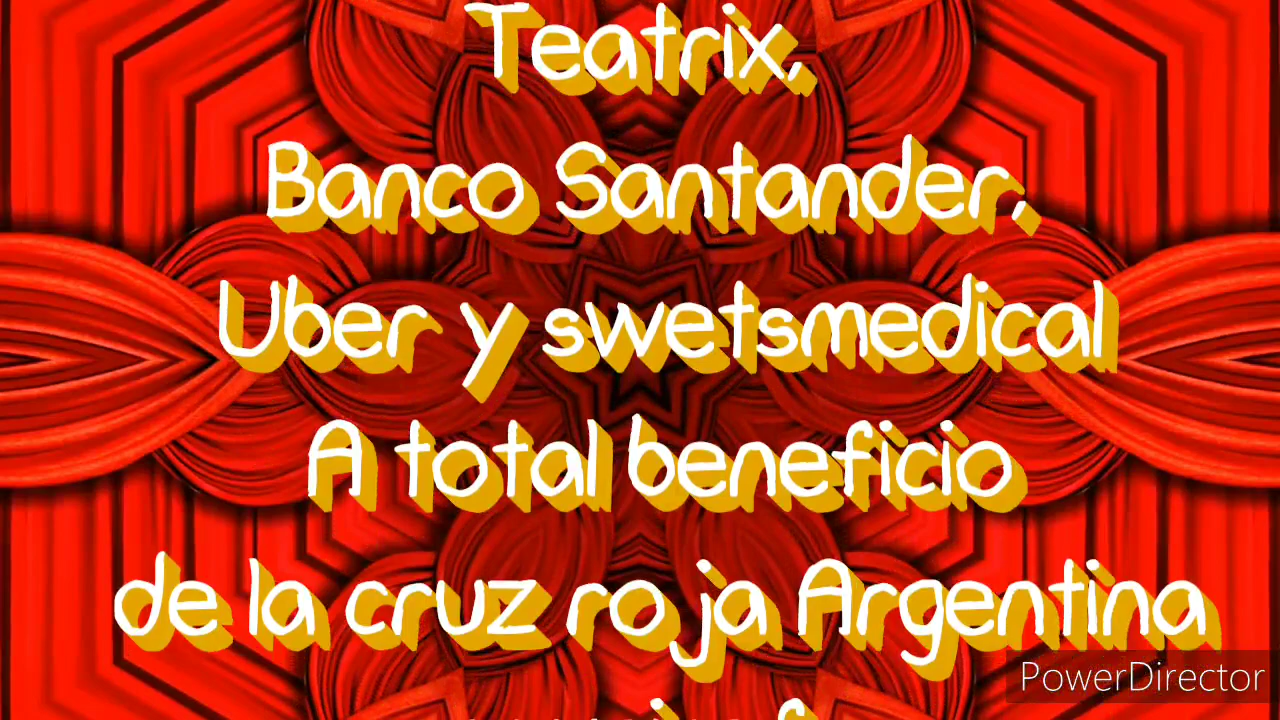 Teatrix,
Banco Santander,
Uber y swetsmedical
A total beneficio
de la cruz ro ja Argentina
PowerDirector